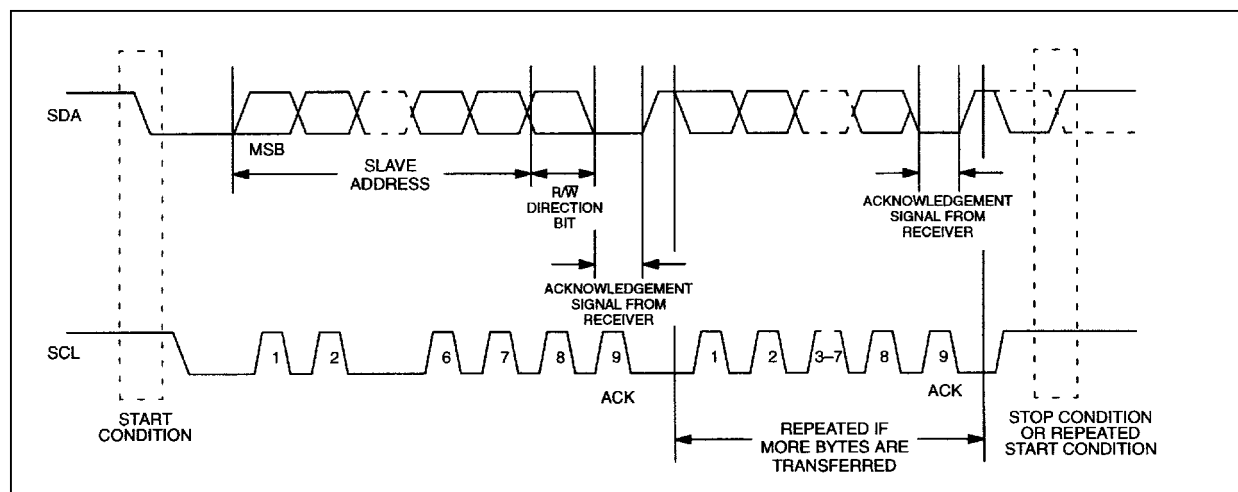 SDA
MSB
SLAVE
ADDRESS
R/W̅
DIRECTION
BIT
ACKNOWLEDGEMENT
SIGNAL FROM
RECEIVER
ACKNOWLEDGEMENT
SIGNAL FROM
RECEIVER
SCL
1 2 6 7 8 9 1 2 3–7 8 9
ACK
ACK
START
CONDITION
REPEATED IF
MORE BYTES ARE
TRANSFERRED
STOP CONDITION
OR REPEATED
START CONDITION